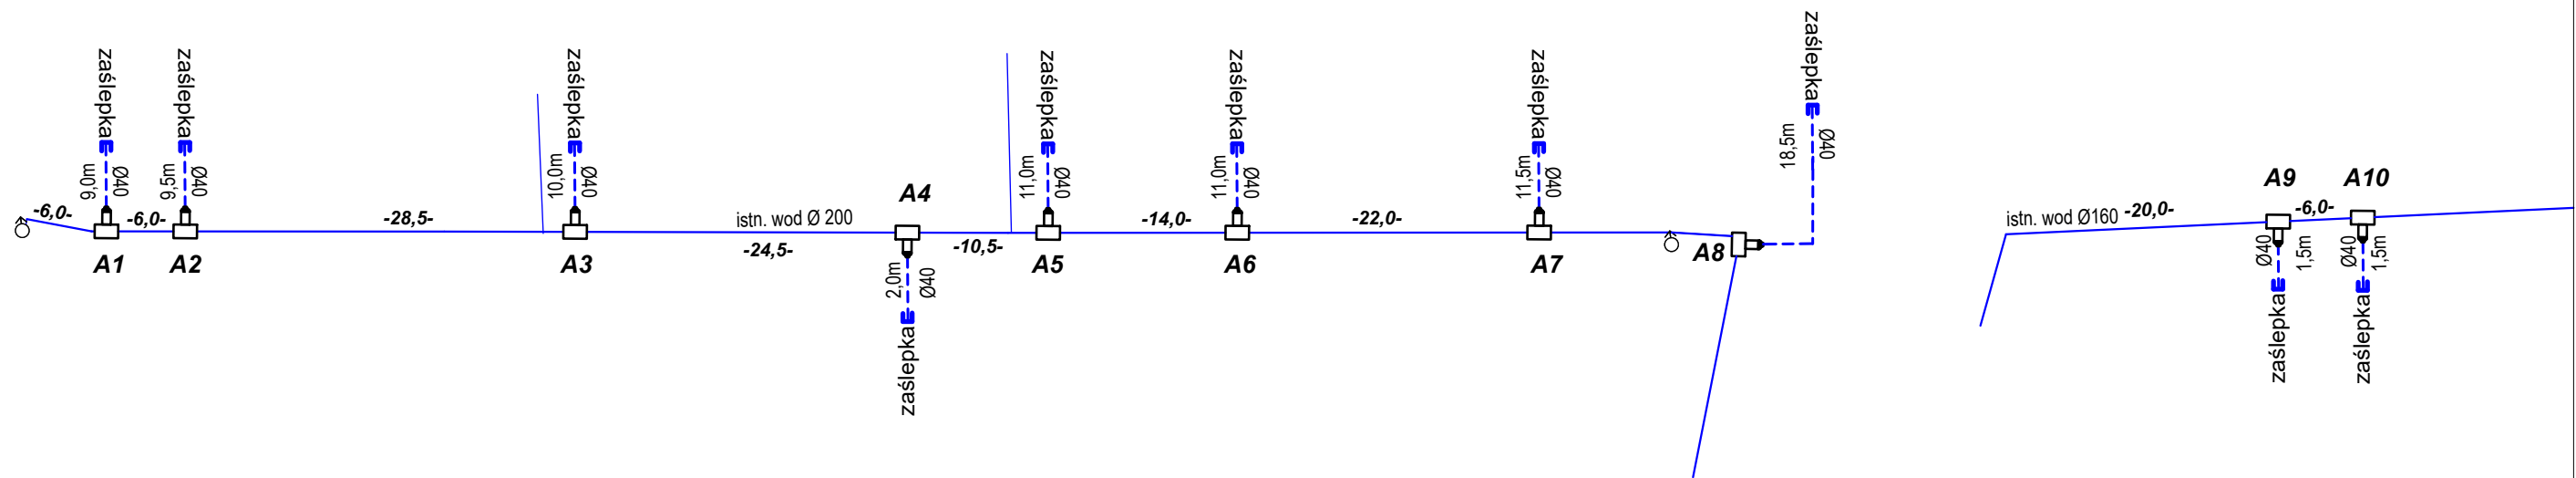 zaślepka
zaślepka
zaślepka
zaślepka
zaślepka
zaślepka
zaślepka
9,0m
Ø40
9,5m
Ø40
10,0m
Ø40
11,0m
Ø40
11,0m
Ø40
11,5m
Ø40
18,5m
Ø40
A4
A9
A10
-6,0-
-6,0-
-28,5-
istn. wod Ø 200
-24,5-
-10,5-
-14,0-
-22,0-
istn. wod Ø160
-20,0-
-6,0-
A1
A2
A3
A5
A6
A7
A8
2,0m
Ø40
zaślepka
Ø40
1,5m
zaślepka
Ø40
1,5m
zaślepka